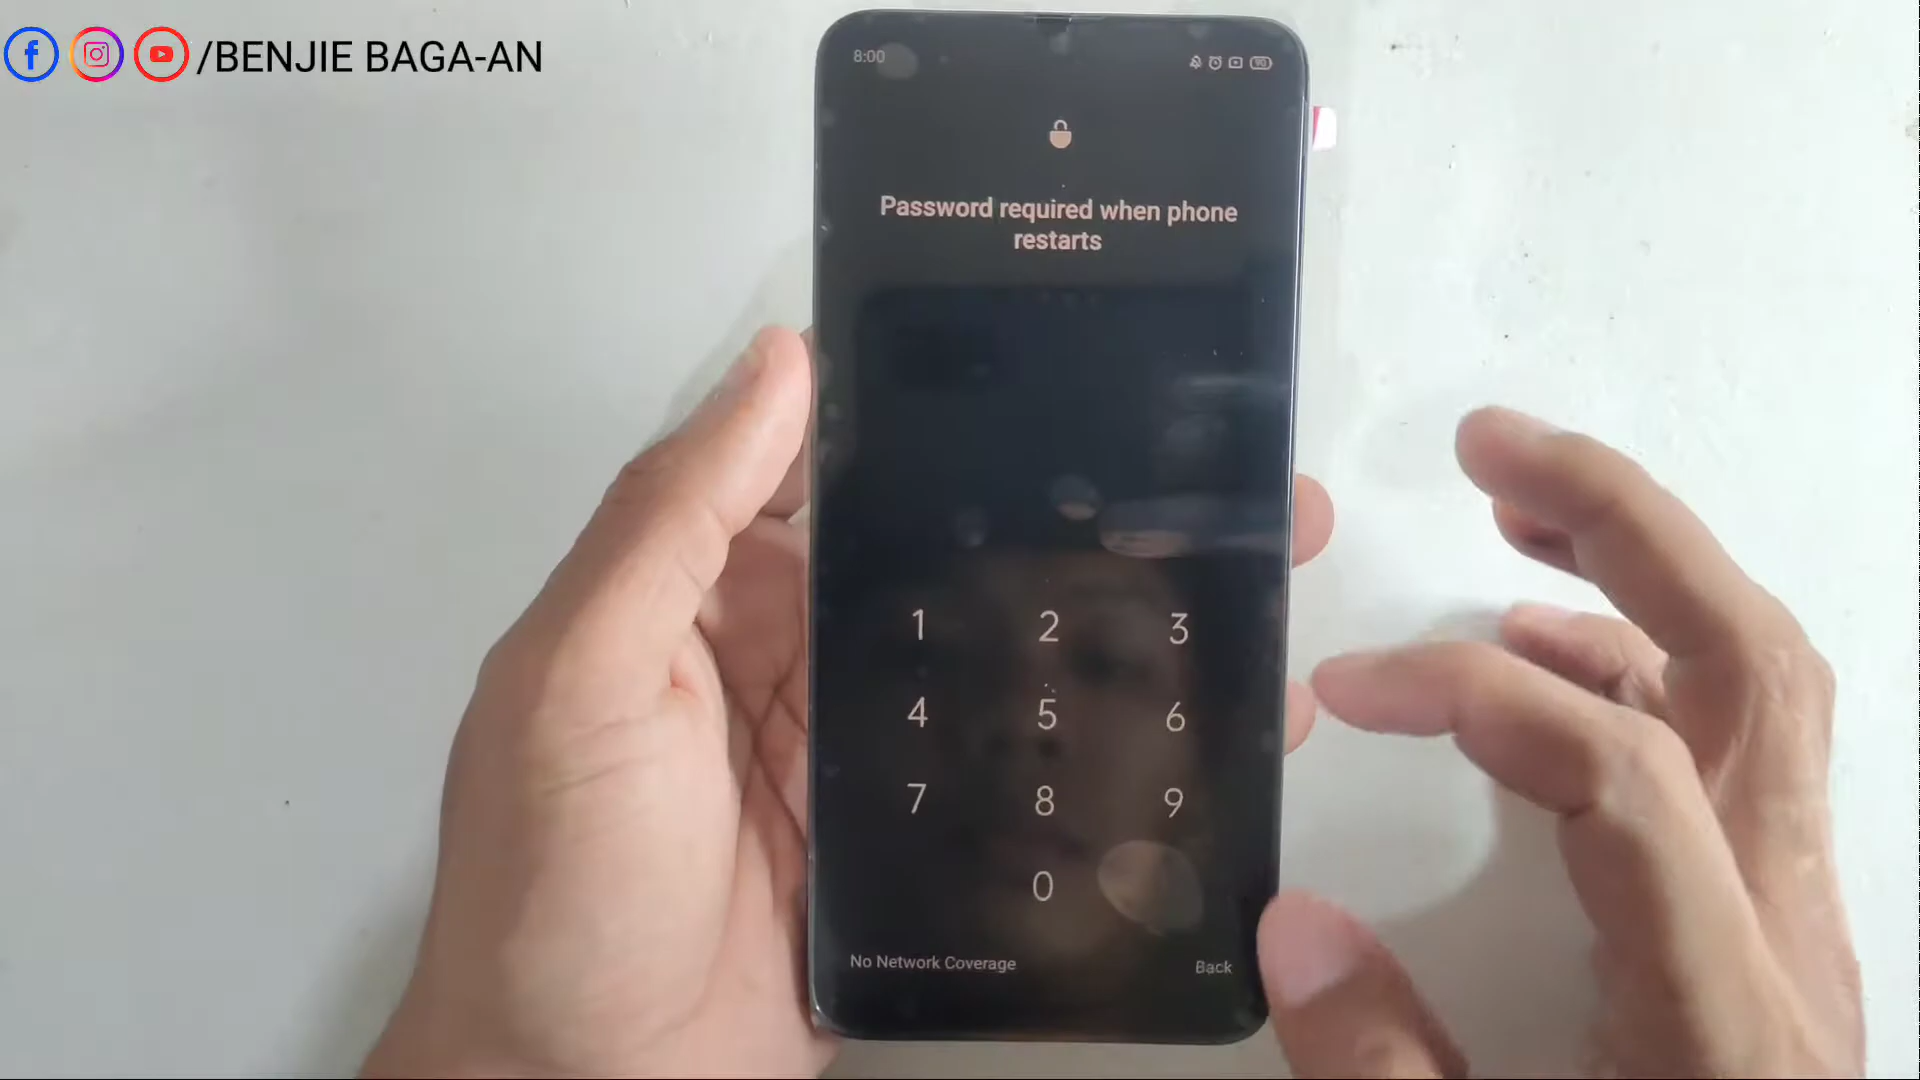 /BENJIE BAGA-AN
8:00
90
Password required when phone
restarts
1 2 3
4 5 6
7 8 9
0
No Network Coverage
Back